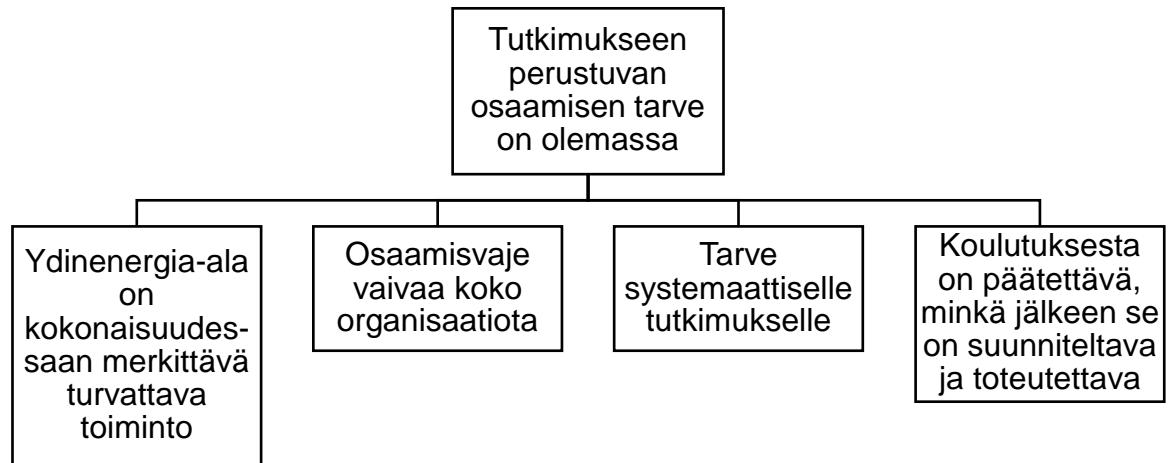 Tutkimukseen
perustuvan
osaamisen tarve
on olemassa
Ydinenergia-ala
on
kokonaisuudes-
saan merkittävä
turvattava
toiminto
Osaamisvaje
vaivaa koko
organisaatiota
Tarve
systemaattiselle
tutkimukselle
Koulutuksesta
on päätettävä,
minkä jälkeen se
on suunniteltava
ja toteutettava